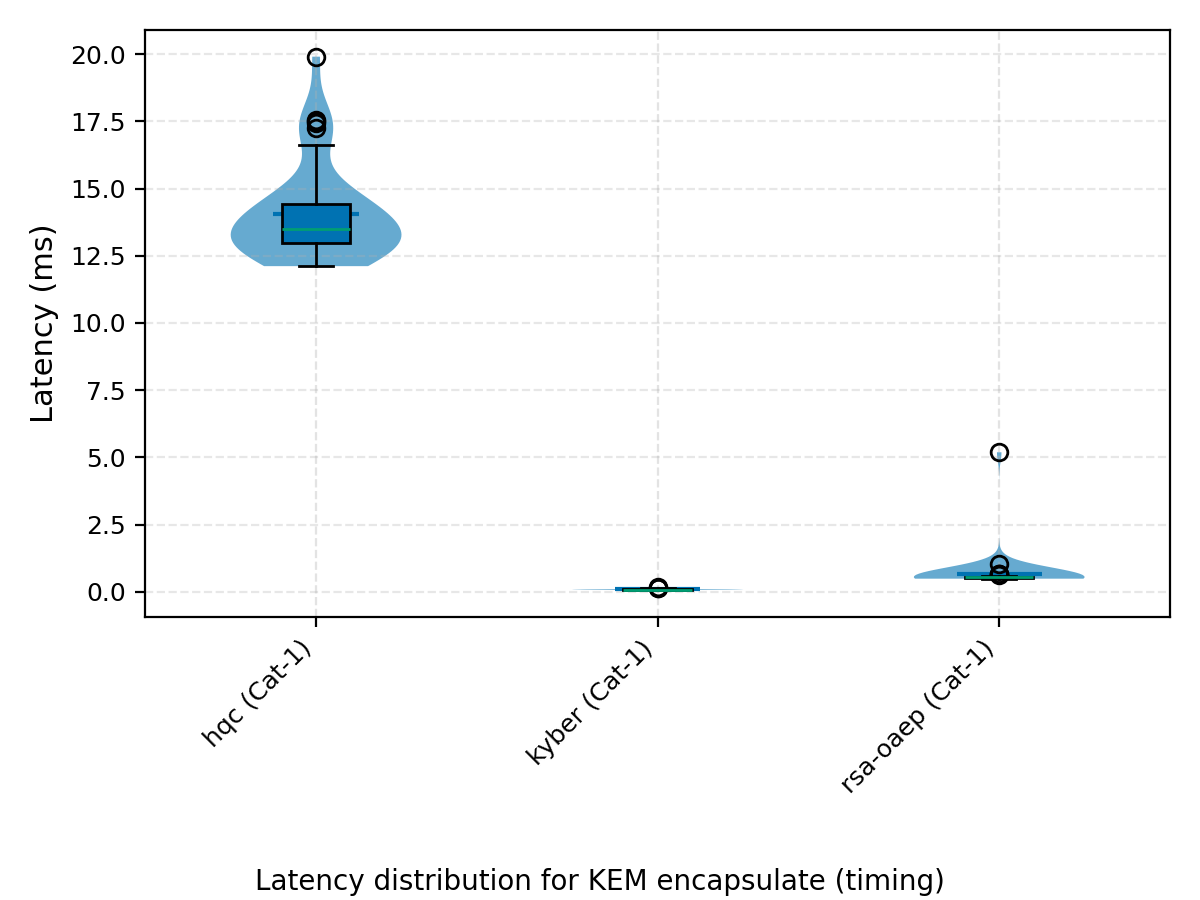 Latency (ms)
20.0
17.5
15.0
12.5
10.0
7.5
5.0
2.5
0.0
hqc (Cat-1)
kyber (Cat-1)
rsa-oaep (Cat-1)
Latency distribution for KEM encapsulate (timing)